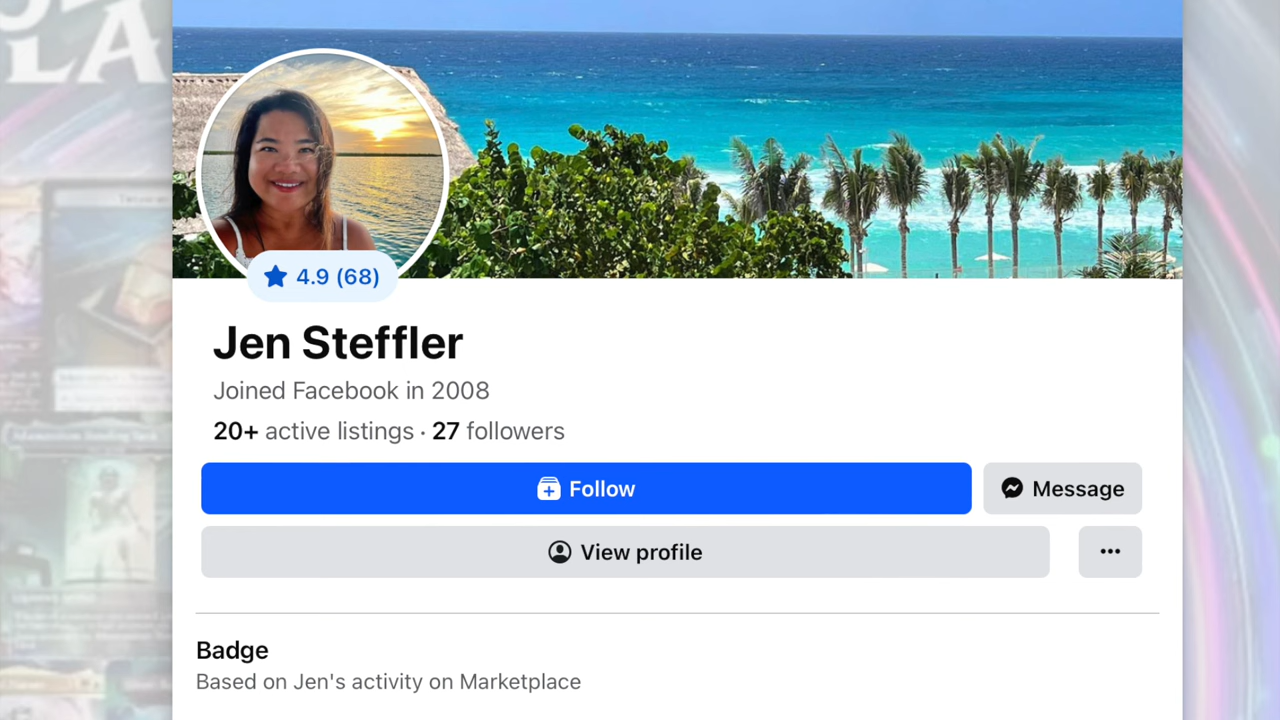 LA
4.9 (68)
Jen Steffler
Joined Facebook in 2008
20+ active listings · 27 followers
Follow
Message
View profile
Badge
Based on Jen's activity on Marketplace